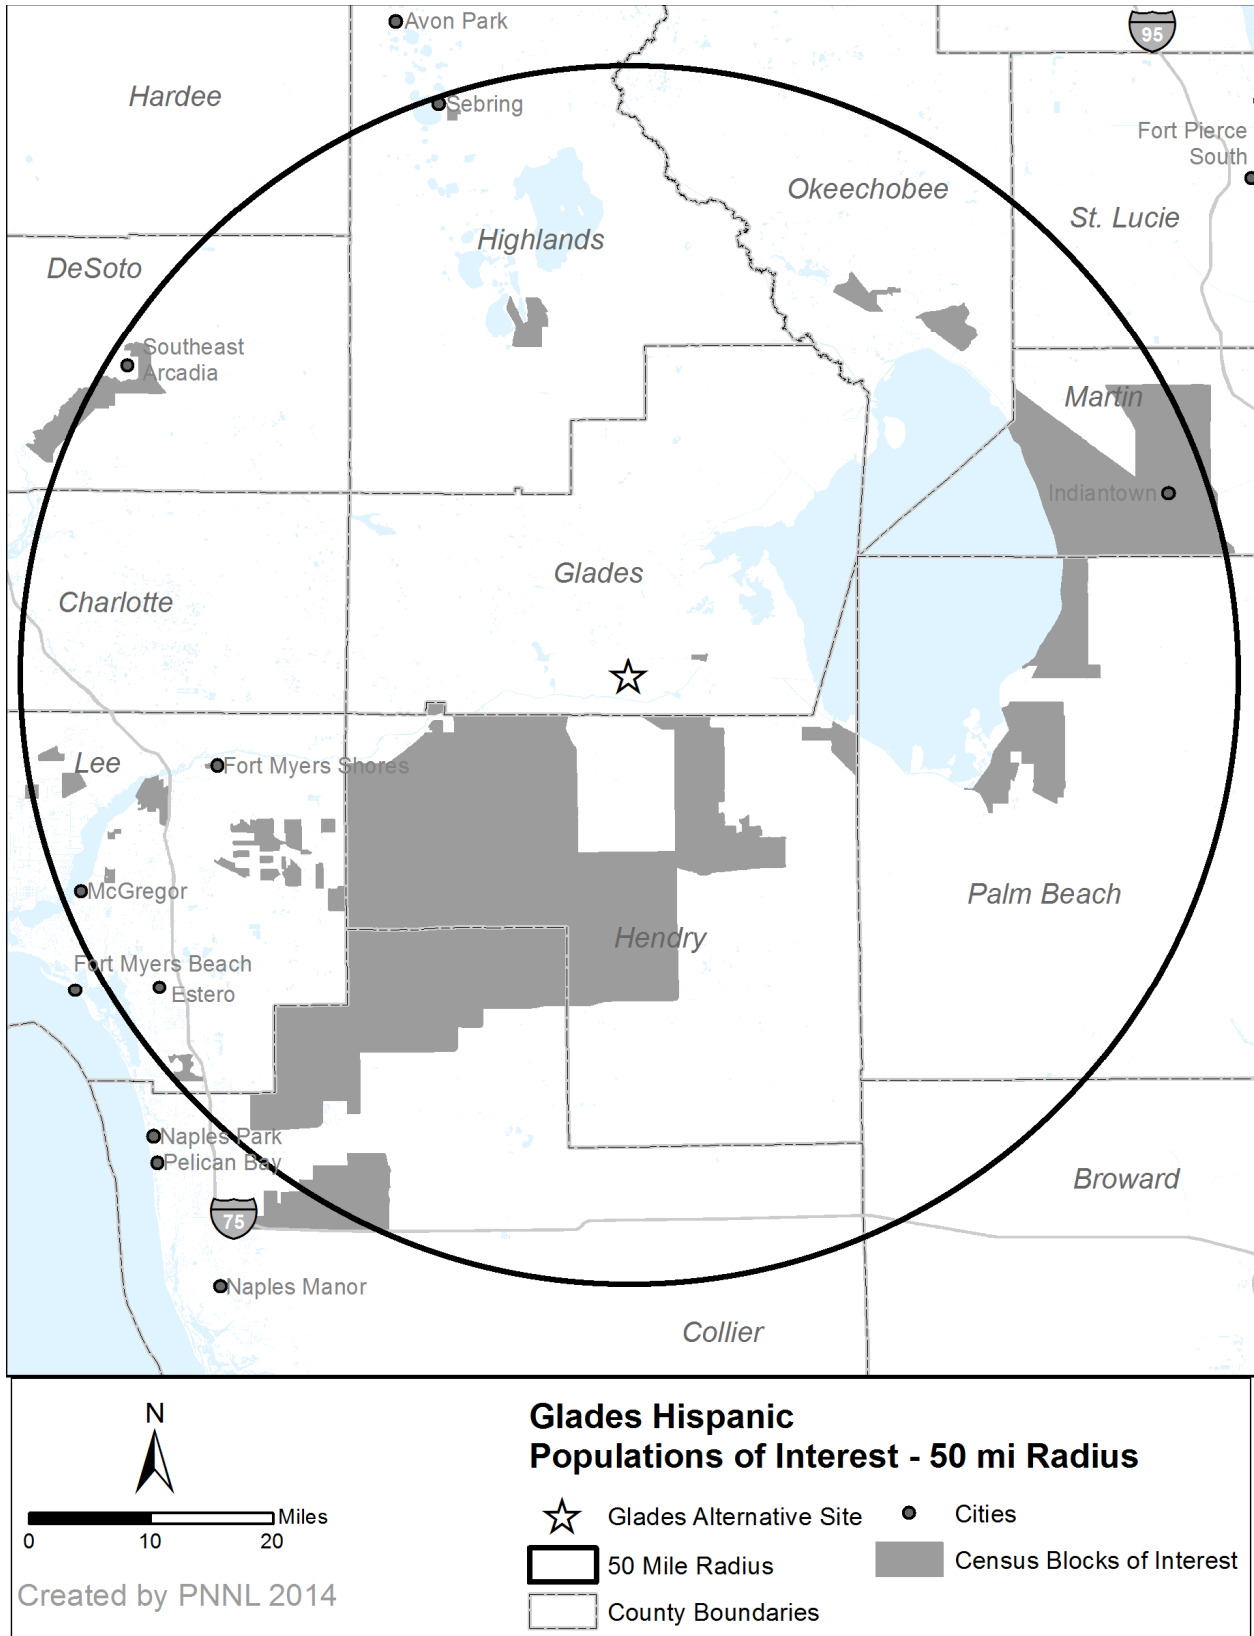 Avon Park
95
Hardee
Sebring
Fort Pierce
South
Okeechobee
St. Lucie
Highlands
DeSoto
Southeast
Arcadia
Martin
Indiantown
Glades
Charlotte
Lee
Fort Myers Shores
McGregor
Palm Beach
Hendry
Fort Myers Beach
Estero
Naples Park
Pelican Bay
Broward
75
Naples Manor
Collier
N
Miles
0 10 20
Created by PNNL 2014
Glades Hispanic
Populations of Interest - 50 mi Radius
Glades Alternative Site
Cities
50 Mile Radius
Census Blocks of Interest
County Boundaries